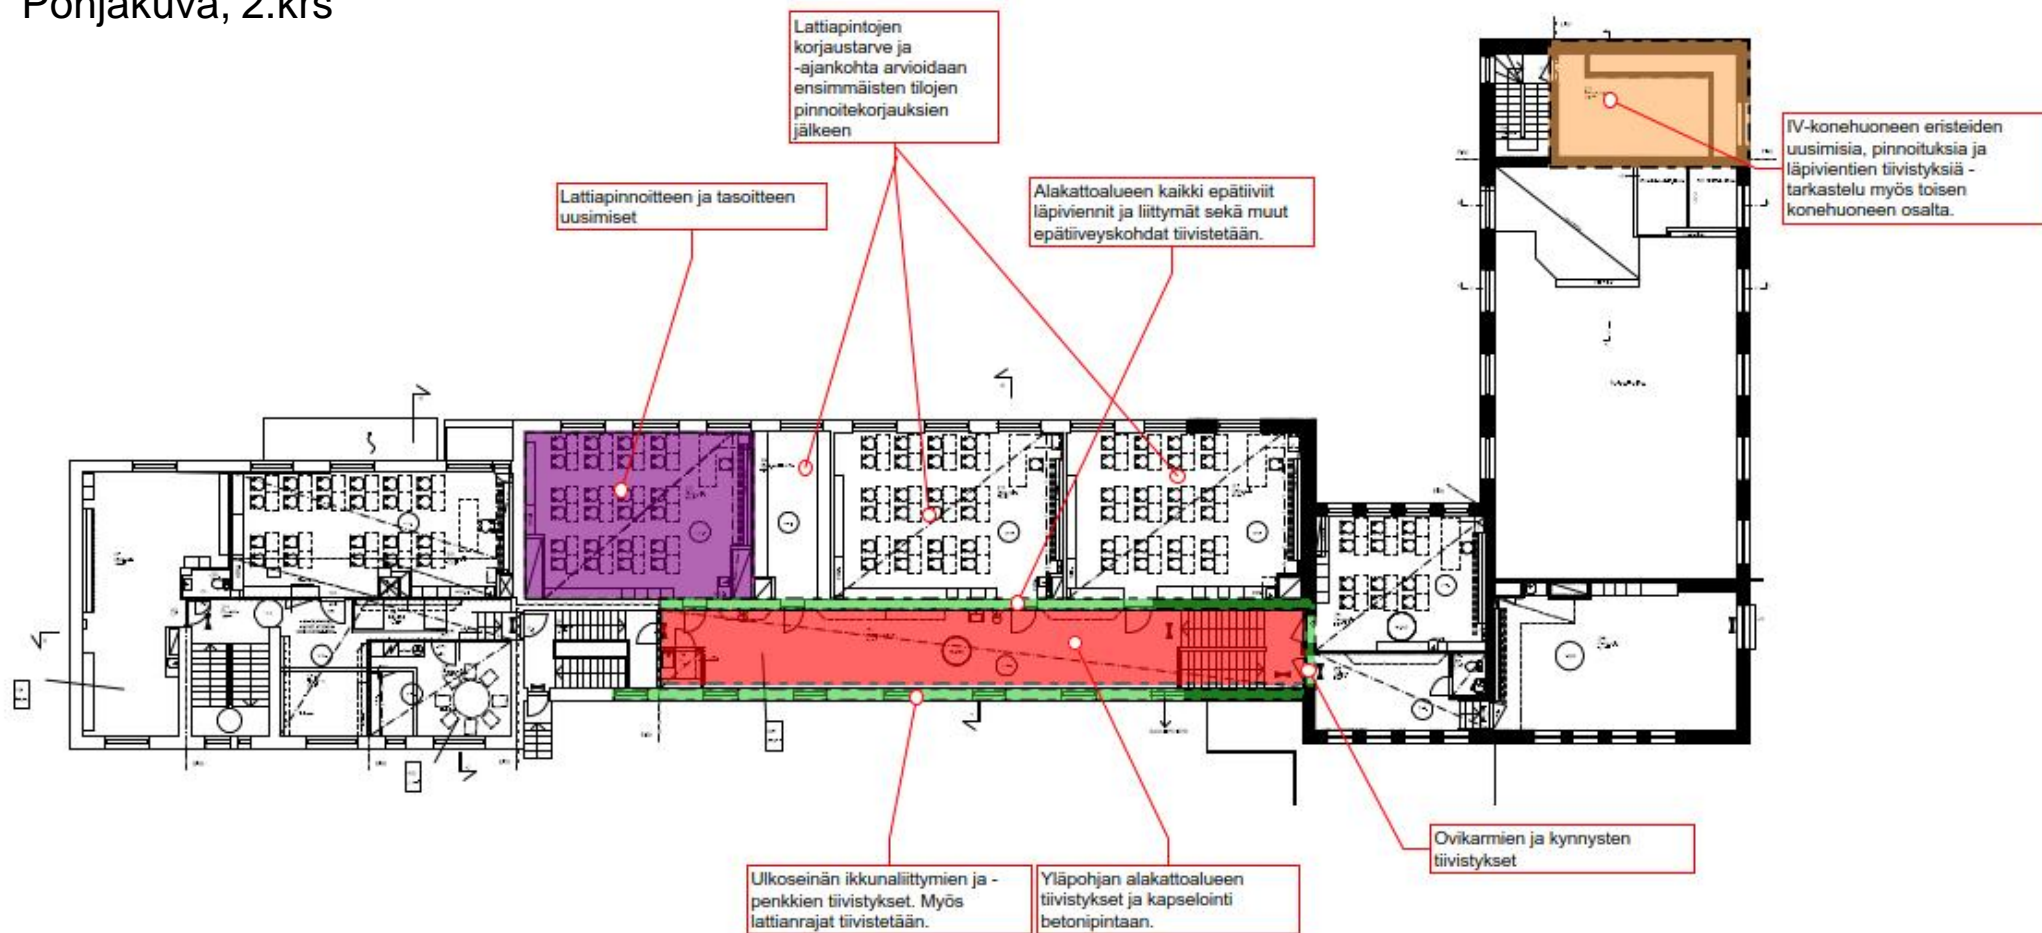 Pohjakuva, 2.krs
Lattiapintojen
korjaustarve ja
-ajankohta arvioidaan
ensimmäisten tilojen
pinnoitekorjauksien
jälkeen
IV-konehuoneen eristeiden
uusimisia, pinnoituksia ja
läpivientien tiivistyksiä -
tarkastelu myös toisen
konehuoneen osalta.
Lattiapinnoitteen ja tasoitteen
uusimiset
Alakattoalueen kaikki epätiiviit
läpiviennit ja liittymät sekä muut
epätiiveyskohdat tiivistetään.
Ovikarmien ja kynnysten
tiivistykset
Ulkoseinän ikkunaliittymien ja -
penkkien tiivistykset. Myös
lattianrajat tiivistetään.
Yläpohjan alakattoalueen
tiivistykset ja kapselointi
betonipintaan.